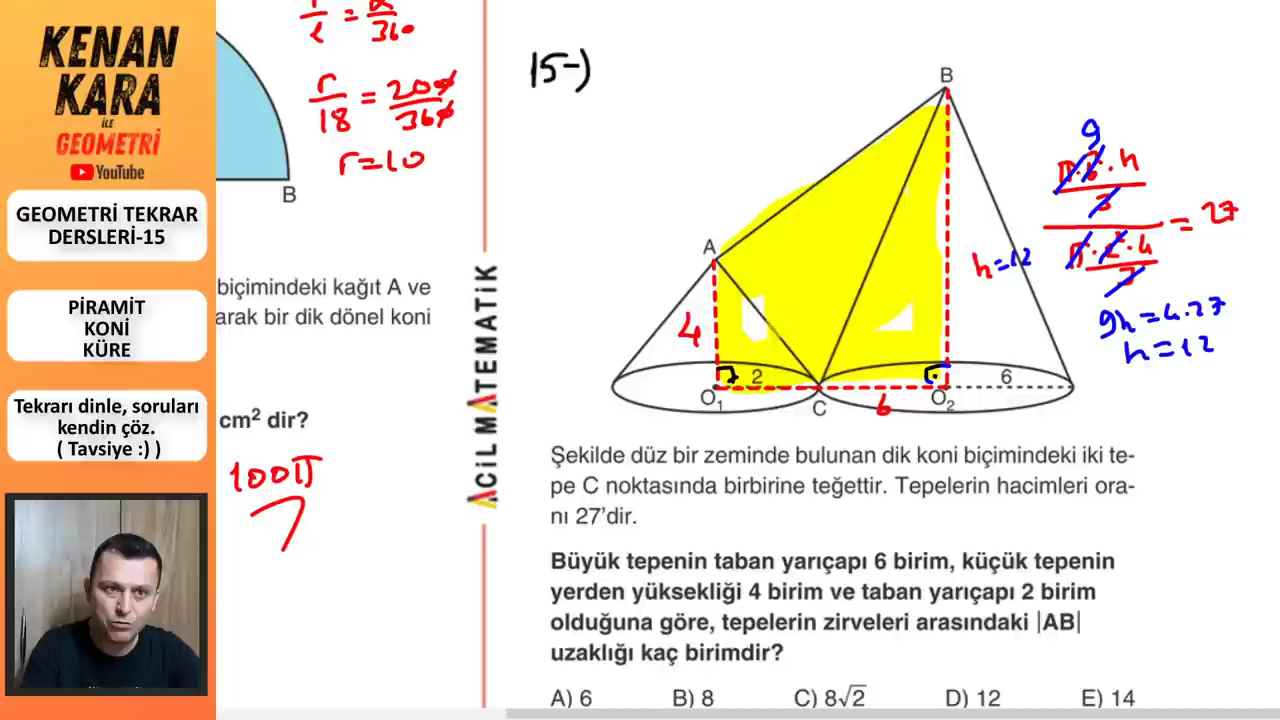 KENAN
KARA
İLE
GEOMETRİ
YouTube
GEOMETRİ TEKRAR
DERSLERİ-15
PİRAMİT
KONİ
KÜRE
Tekrarı dinle, soruları
kendin çöz.
( Tavsiye :) )
r/18 = 200/360
r=10
B
biçimindeki kağıt A ve
arak bir dik dönel koni
cm² dir?
100π
ACİL MATEMATİK
15-)
B
A
4
2
O₁
C
6
O₂
6
h=12
9
= 27
9h=4.27
h=12
Şekilde düz bir zeminde bulunan dik koni biçimindeki iki te-
pe C noktasında birbirine teğettir. Tepelerin hacimleri ora-
nı 27'dir.
Büyük tepenin taban yarıçapı 6 birim, küçük tepenin
yerden yüksekliği 4 birim ve taban yarıçapı 2 birim
olduğuna göre, tepelerin zirveleri arasındaki |AB|
uzaklığı kaç birimdir?
A) 6 B) 8 C) 8√2 D) 12 E) 14